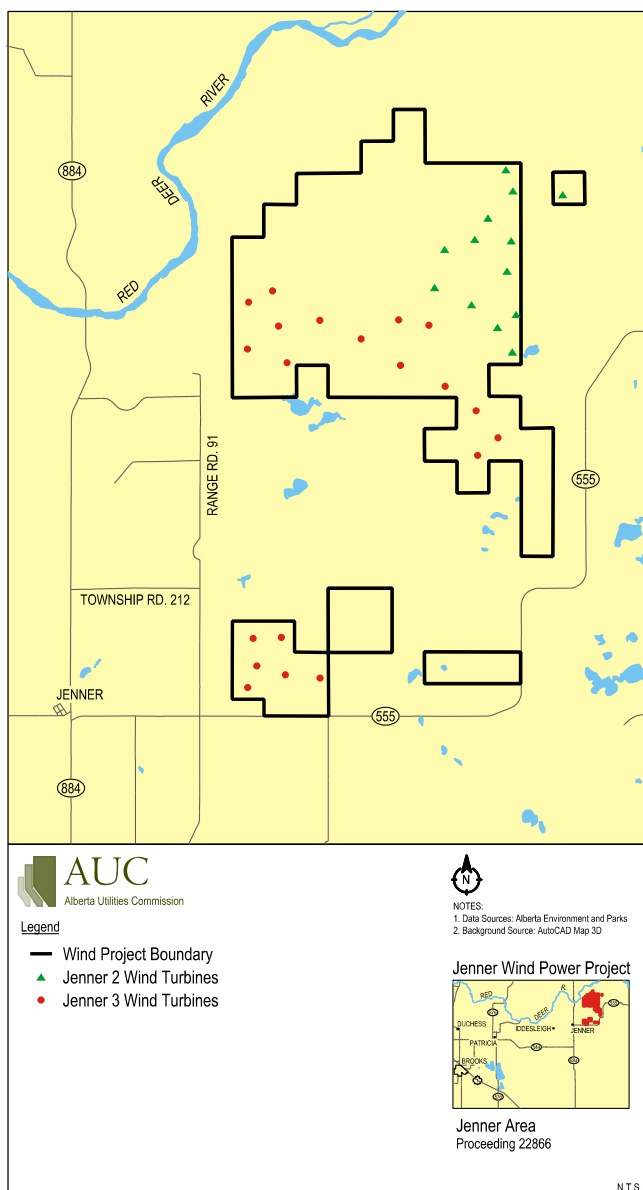 RIVER
884
DEER
RED
RANGE RD. 91
555
TOWNSHIP RD. 212
JENNER
555
884
AUC
Alberta Utilities Commission
N
NOTES:
1. Data Sources: Alberta Environment and Parks
2. Background Source: AutoCAD Map 3D
Legend
Wind Project Boundary
Jenner 2 Wind Turbines
Jenner 3 Wind Turbines
Jenner Wind Power Project
RED
DEER
R.
DUCHESS
IDDESLEIGH
JENNER
PATRICIA
BROOKS
Jenner Area
Proceeding 22866
N.T.S.